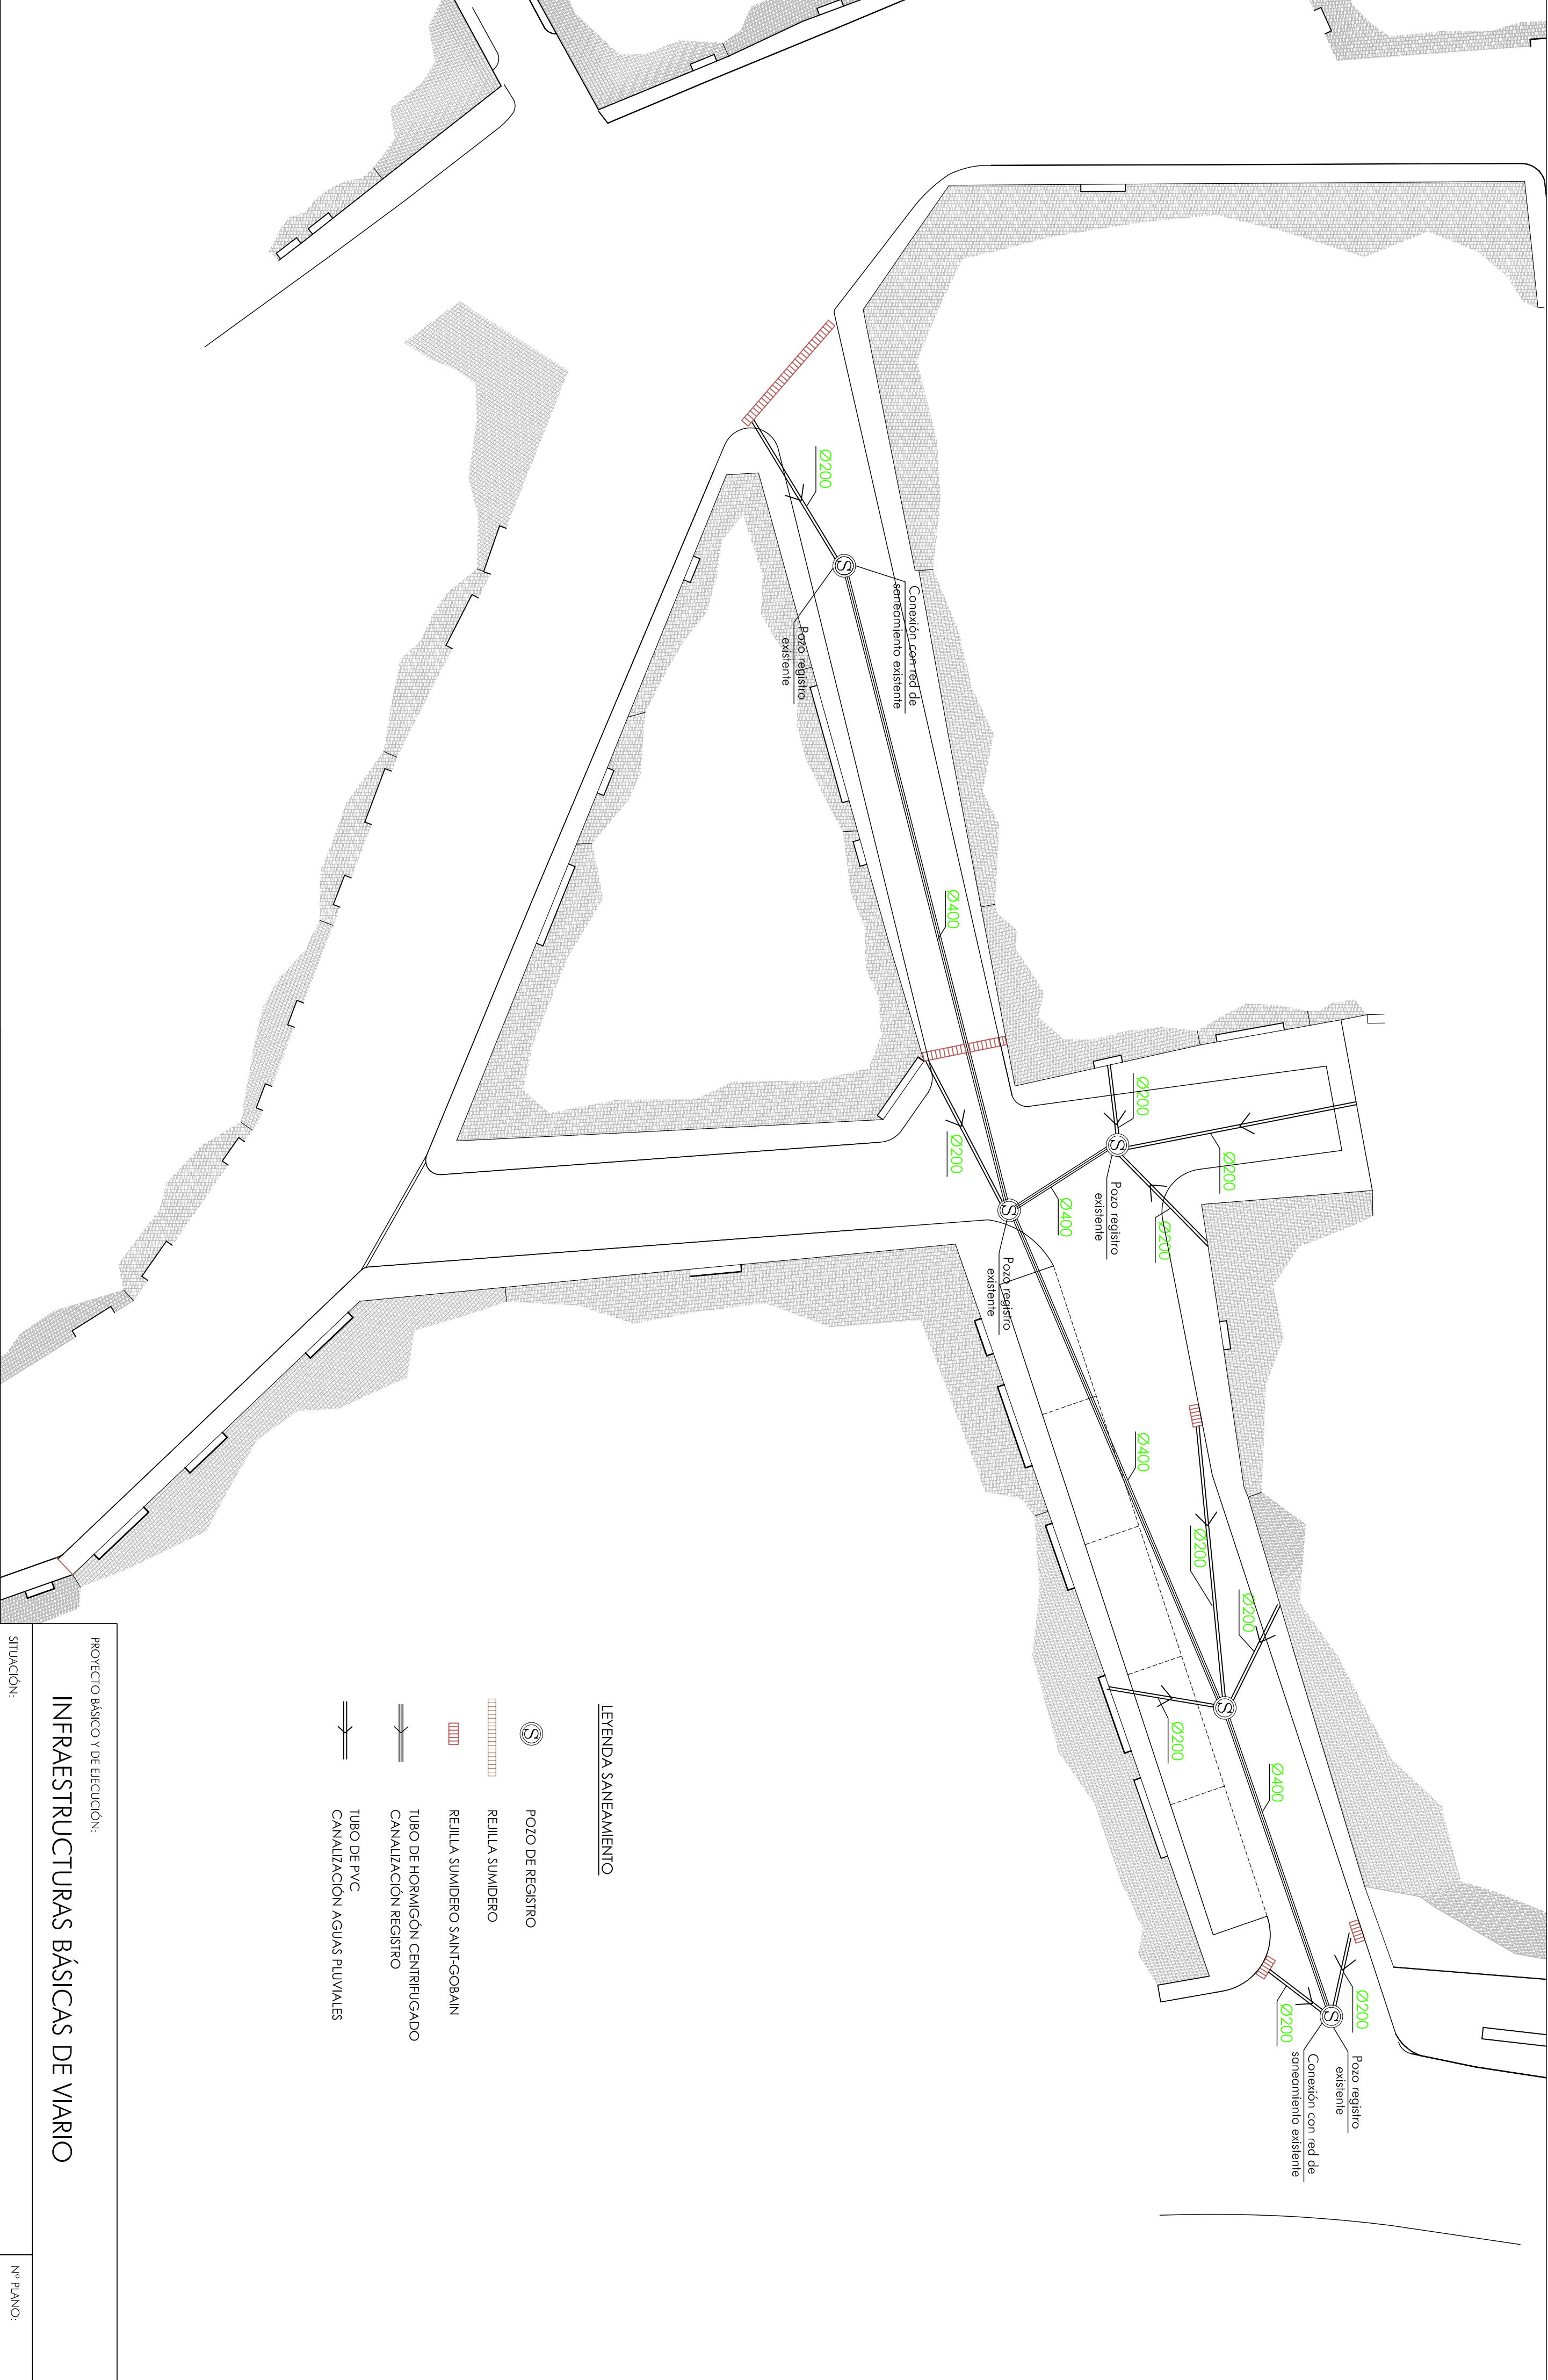 Ø200
Pozo registro
existente
S
Conexión con red de
saneamiento existente
Ø200
Ø400
Ø200
Ø200
S
Ø200
Ø200
Ø200
Ø400
Ø200
S
Pozo registro
existente
Ø400
S
Pozo registro
existente
Ø200
Ø400
Conexión con red de
saneamiento existente
S
Ø200
Pozo registro
existente
LEYENDA SANEAMIENTO
S
POZO DE REGISTRO
REJILLA SUMIDERO
REJILLA SUMIDERO SAINT-GOBAIN
TUBO DE HORMIGÓN CENTRIFUGADO
CANALIZACIÓN REGISTRO
TUBO DE PVC
CANALIZACIÓN AGUAS PLUVIALES
PROYECTO BÁSICO Y DE EJECUCIÓN:
INFRAESTRUCTURAS BÁSICAS DE VIARIO
SITUACIÓN:
Nº PLANO: